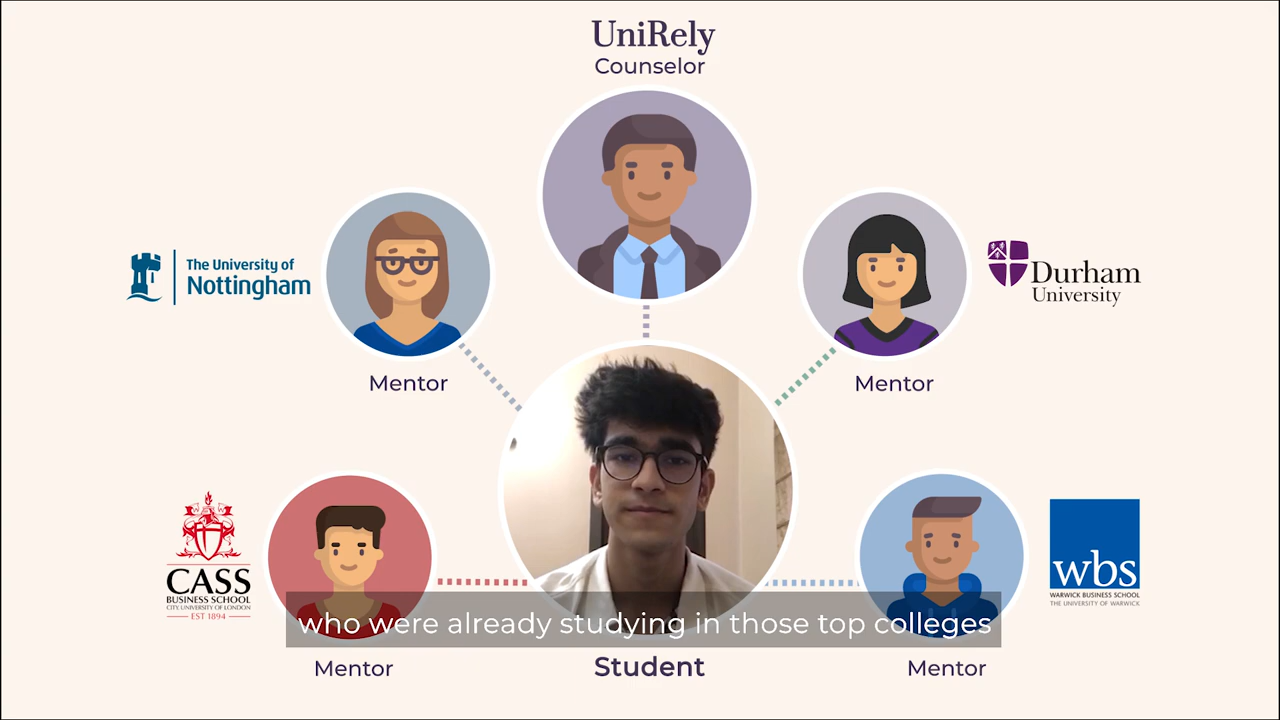 UniRely
Counselor
The University of
Nottingham
Durham
University
Mentor
Mentor
CASS
BUSINESS SCHOOL
CITY, UNIVERSITY OF LONDON
EST 1894
wbs
WARWICK BUSINESS SCHOOL
THE UNIVERSITY OF WARWICK
who were already studying in those top colleges
Mentor
Student
Mentor